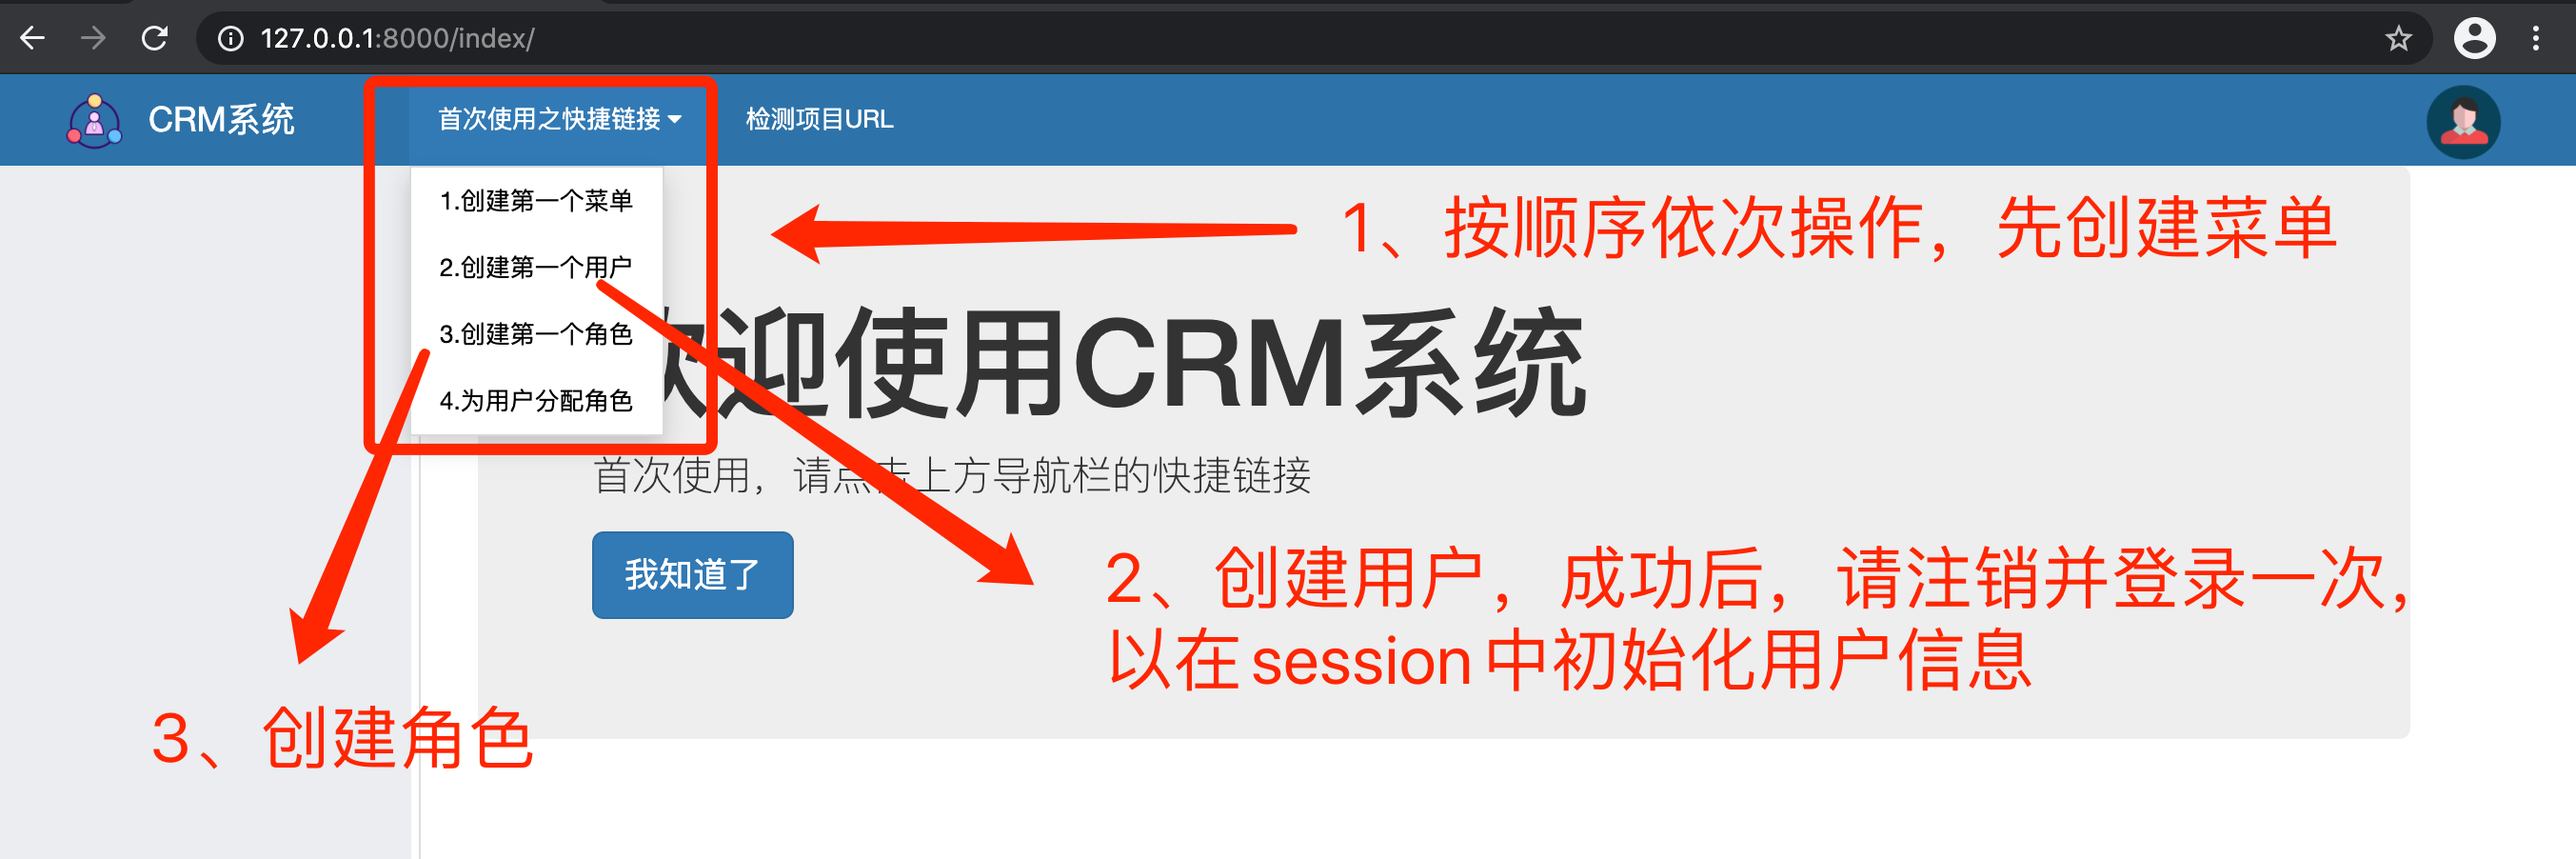 127.0.0.1:8000/index/
CRM系统
首次使用之快捷链接
检测项目URL
1.创建第一个菜单
2.创建第一个用户
3.创建第一个角色
4.为用户分配角色
1、按顺序依次操作，先创建菜单
欢迎使用CRM系统
首次使用，请点击上方导航栏的快捷链接
我知道了
2、创建用户，成功后，请注销并登录一次，
以在session中初始化用户信息
3、创建角色